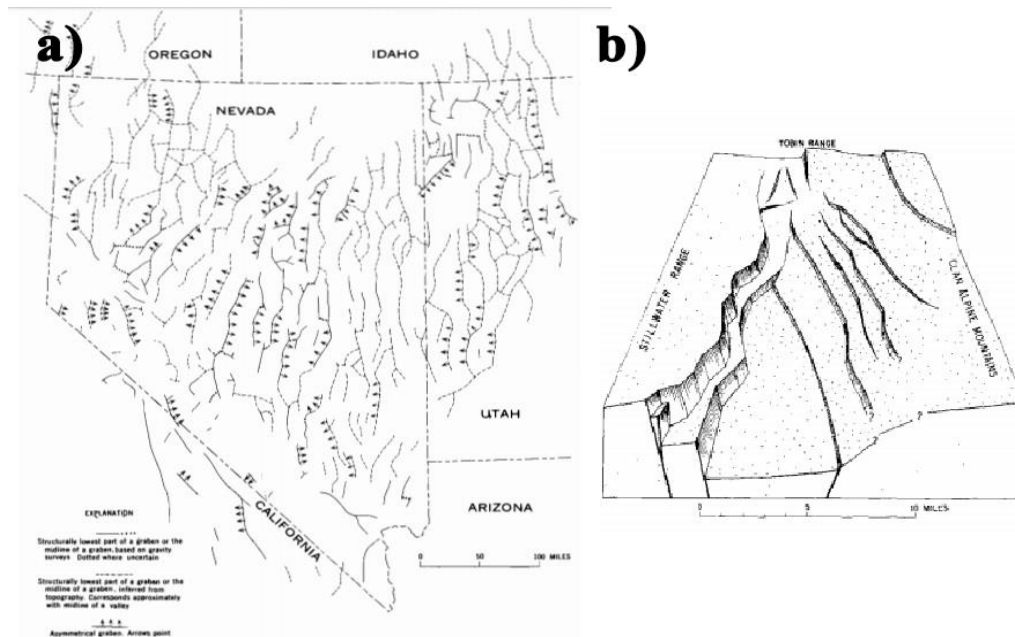 a)
OREGON
IDAHO
NEVADA
UTAH
ARIZONA
CALIFORNIA
EXPLANATION
Structurally lowest part of a graben or the
midline of a graben, based on gravity
surveys Dotted where uncertain
Structurally lowest part of a graben or the
midline of a graben, inferred from
topography. Corresponds approximately
with midline of a valley
Asymmetrical graben. Arrows point
0 50 100 MILES
b)
TOBIN RANGE
STILLWATER RANGE
CLAN ALPINE MOUNTAINS
?
0 5 10 MILES